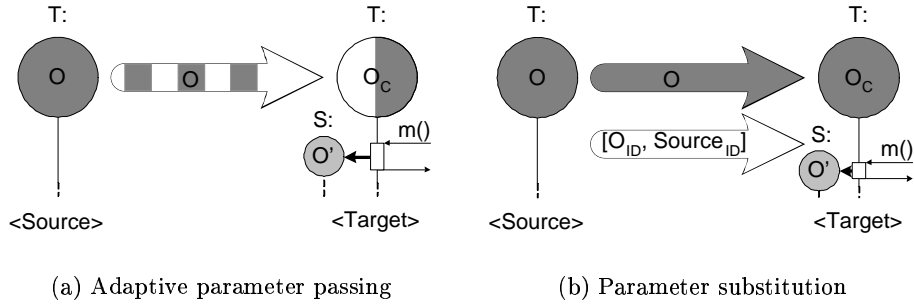 T:
T:
O
O
O_C
S:
O'
m()
<Source>
<Target>
(a) Adaptive parameter passing
T:
T:
O
O
O_C
[O_ID, Source_ID]
S:
O'
m()
<Source>
<Target>
(b) Parameter substitution